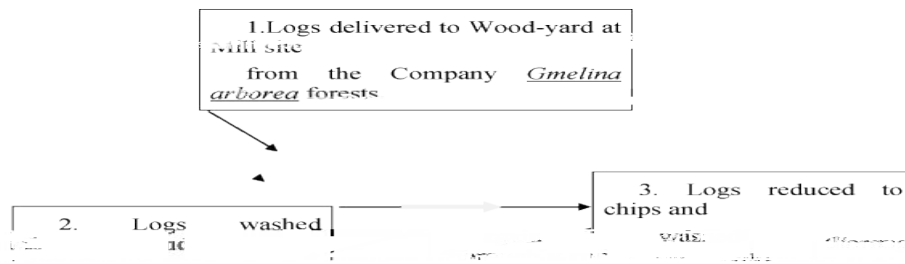 1.Logs delivered to Wood-yard at
Mill site
from the Company Gmelina
arborea forests
2. Logs washed
3. Logs reduced to
chips and